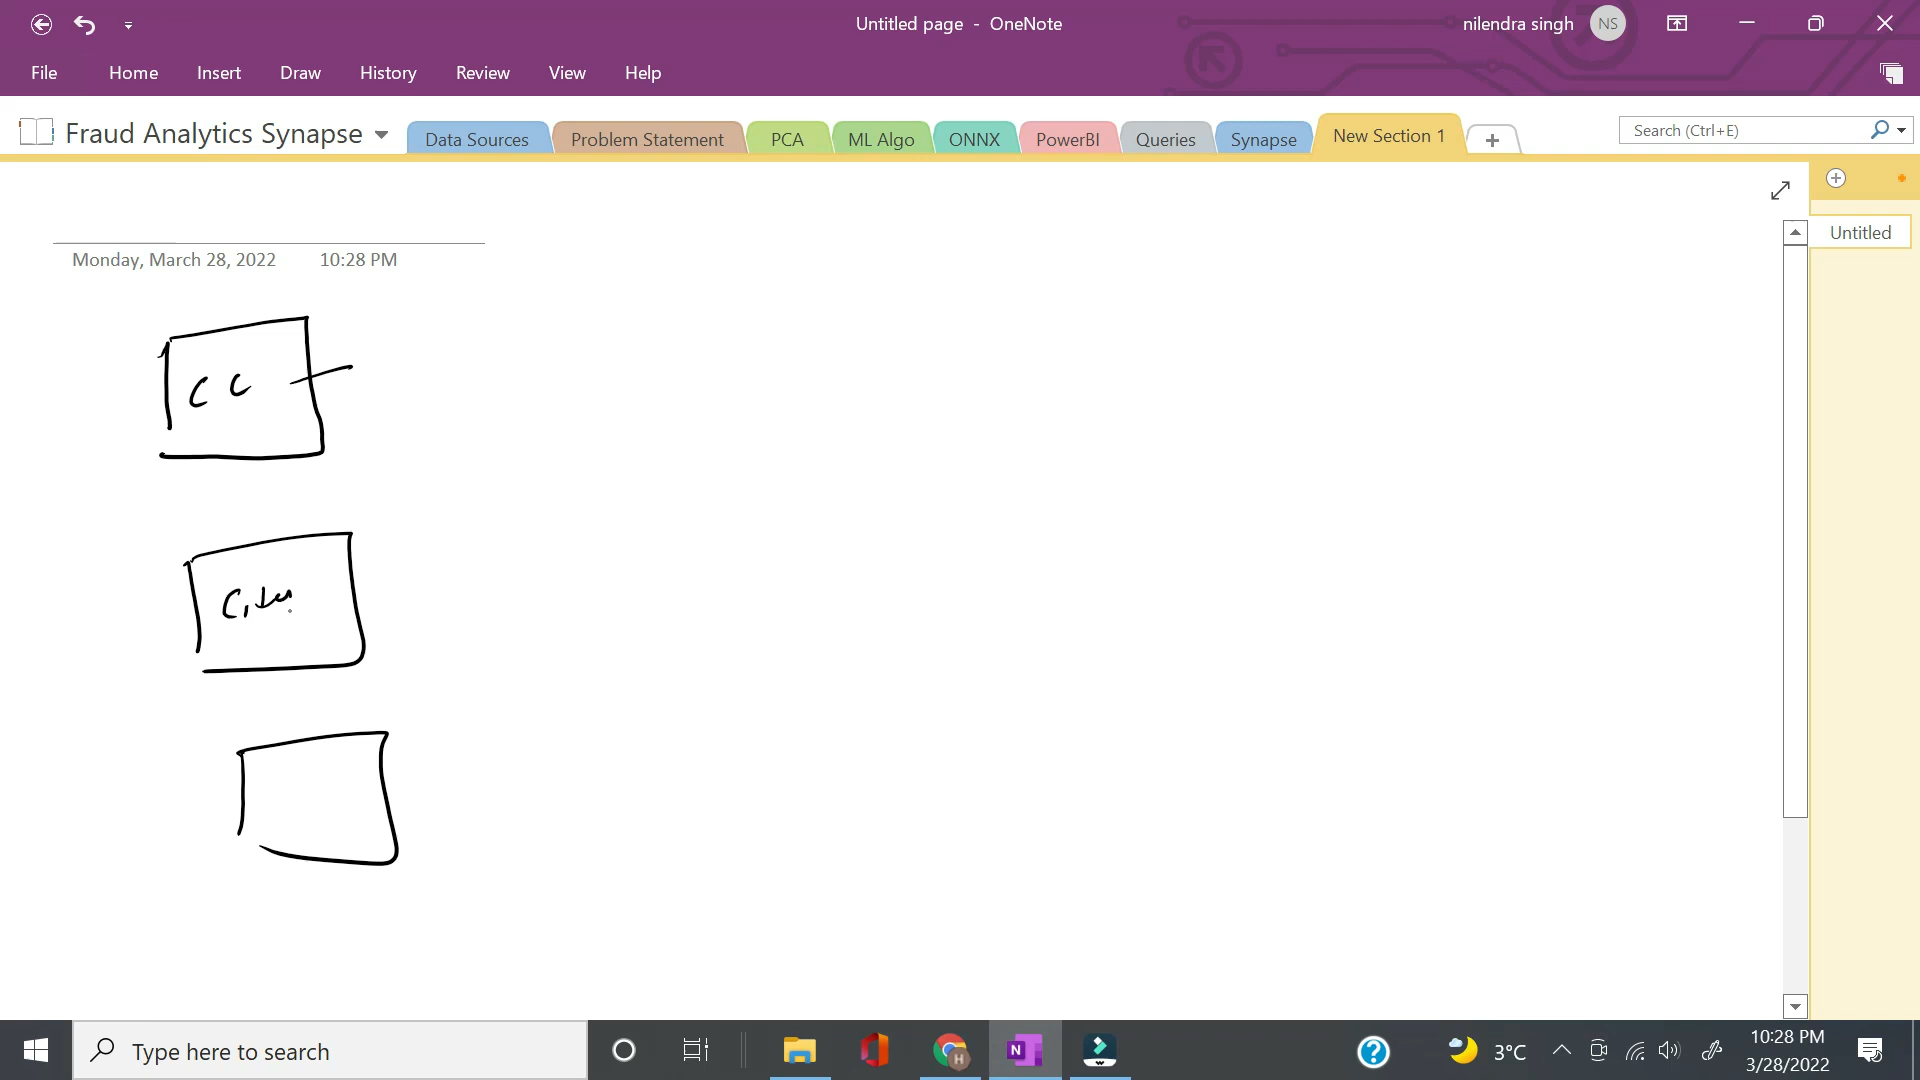 Untitled page - OneNote
nilendra singh NS
File Home Insert Draw History Review View Help
Fraud Analytics Synapse
Data Sources Problem Statement PCA ML Algo ONNX PowerBI Queries Synapse New Section 1
Search (Ctrl+E)
Untitled
Monday, March 28, 2022 10:28 PM
CC
Type here to search
3°C
10:28 PM
3/28/2022